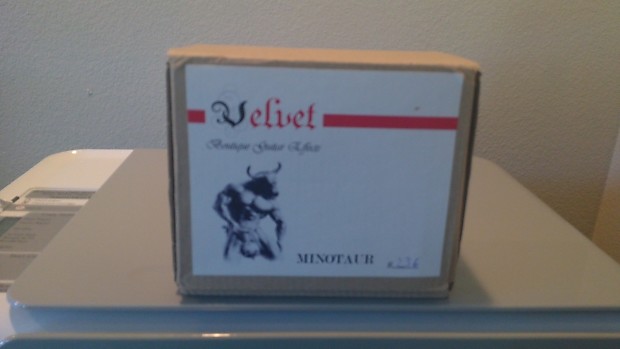 Velvet
Boutique Guitar Effects
MINOTAUR